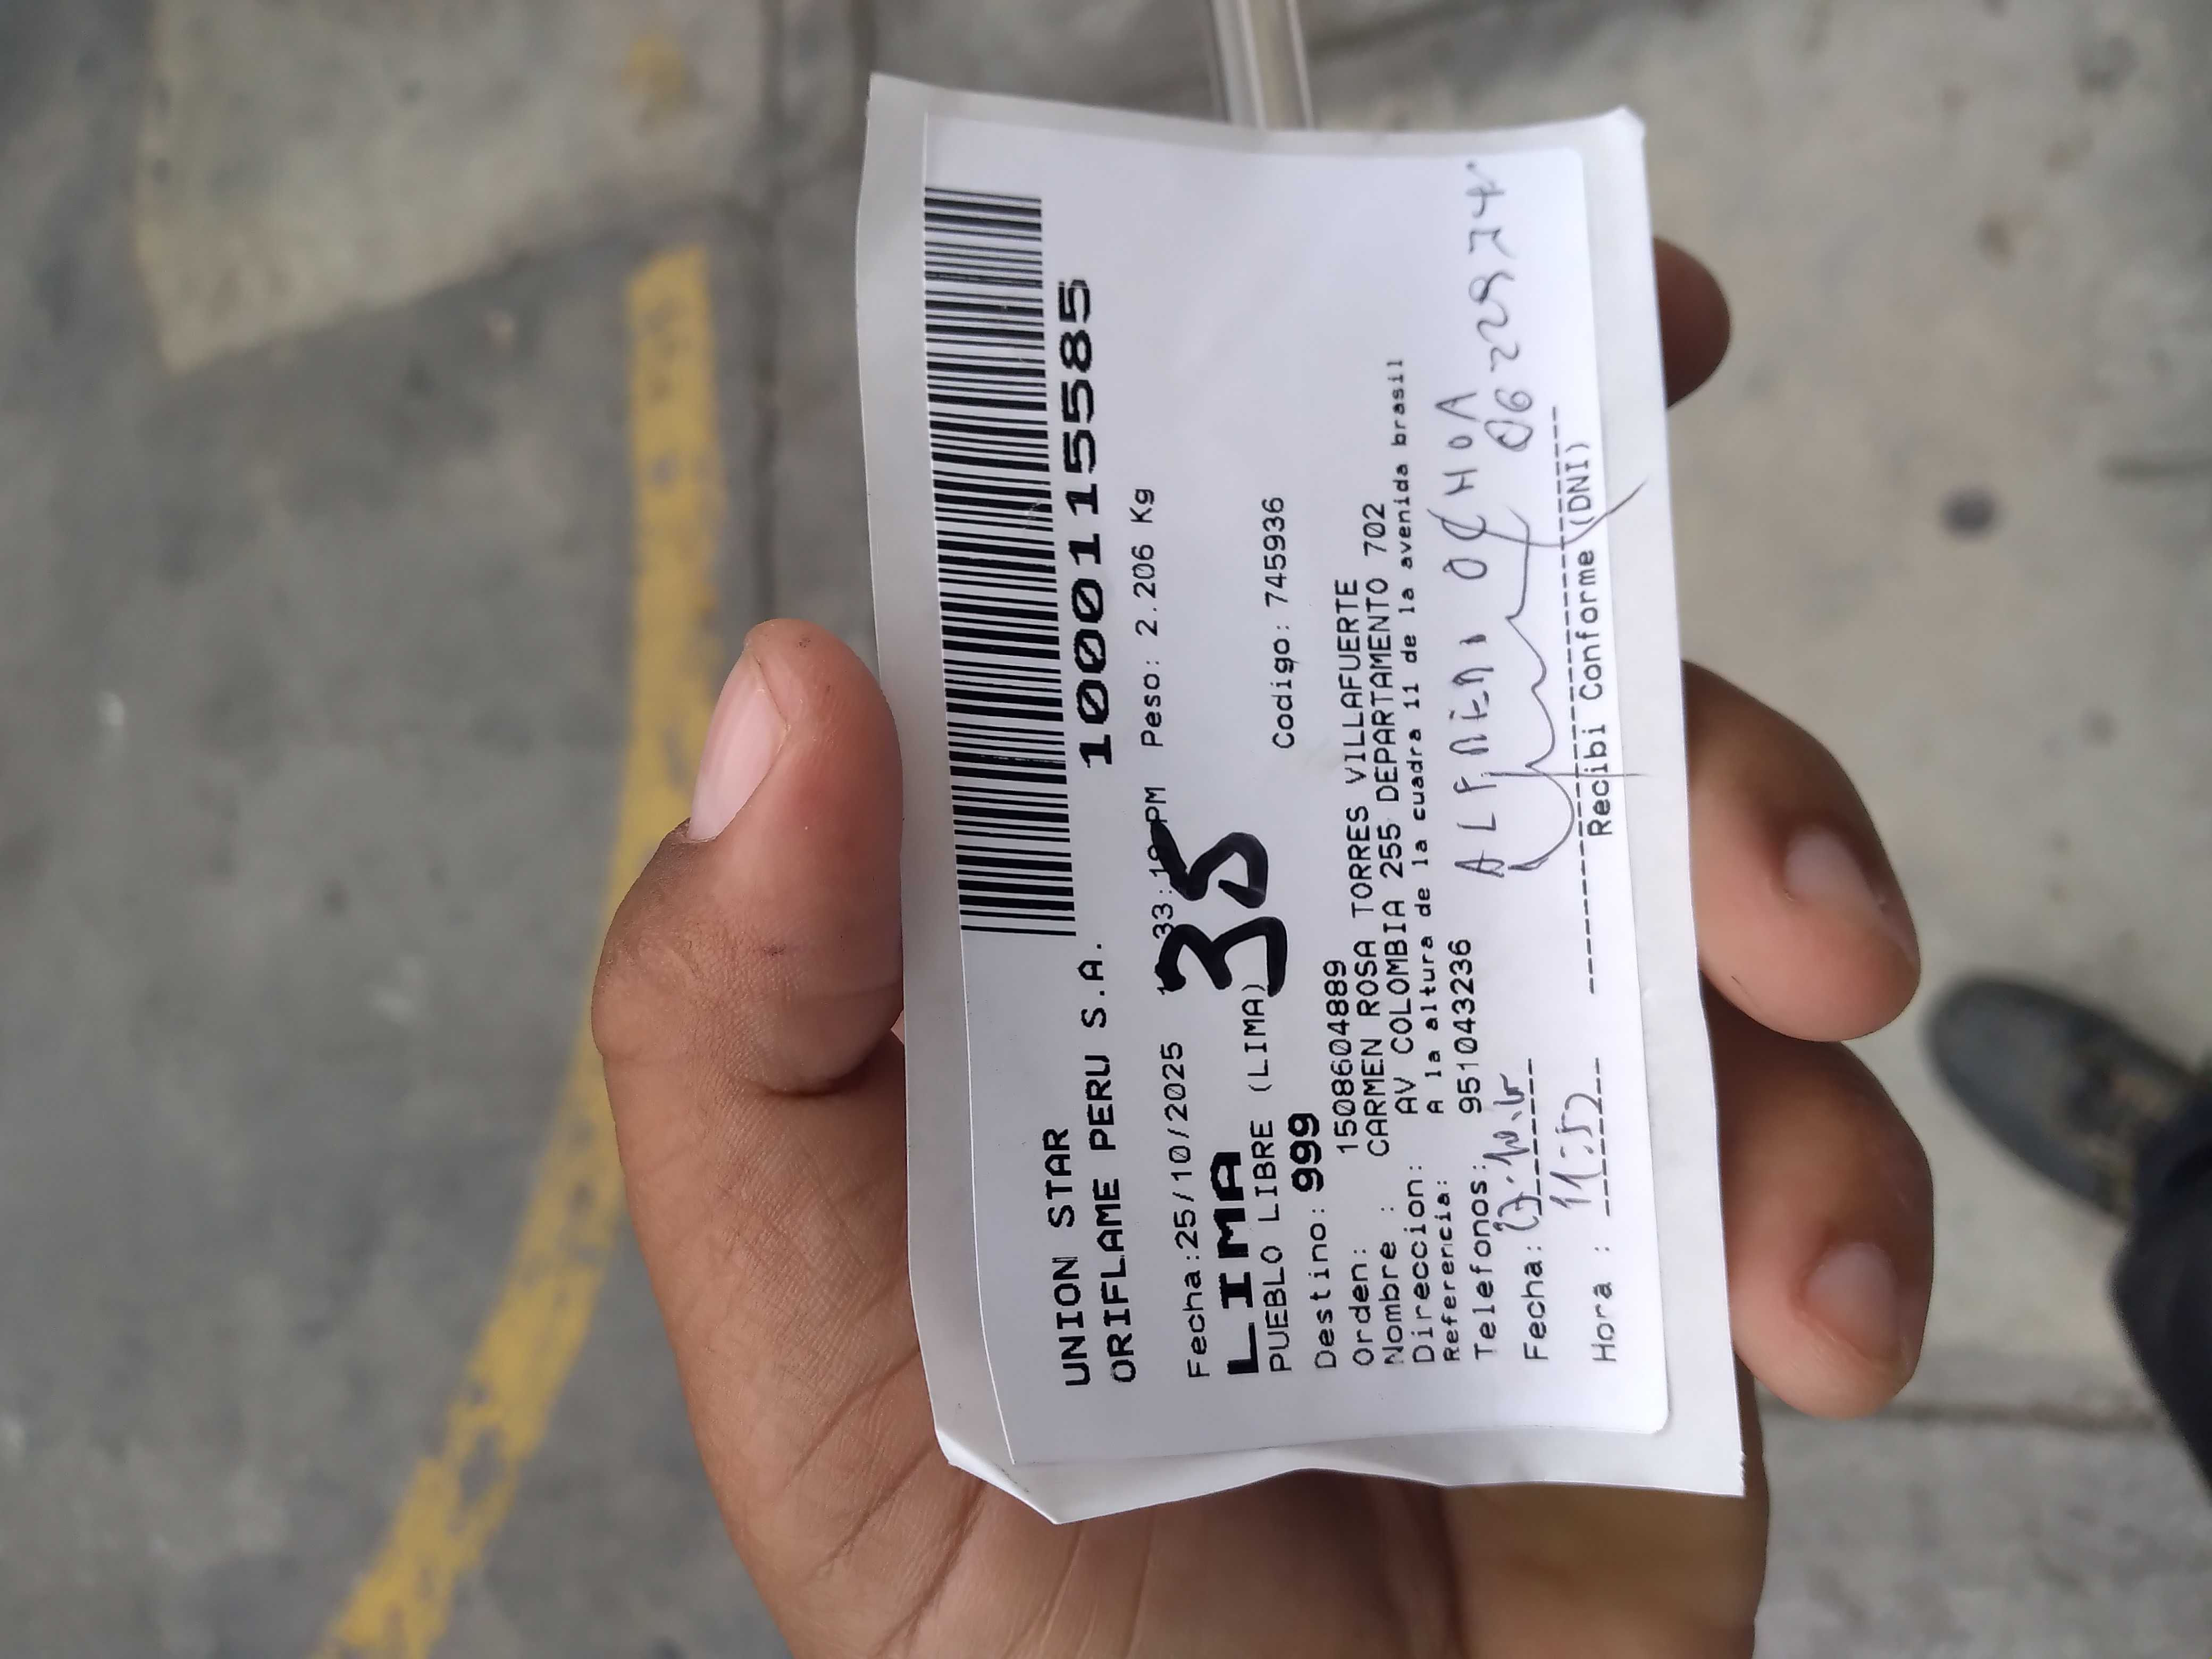 1000115585
UNION STAR
ORIFLAME PERU S.A.
Fecha:25/10/2025 PM Peso: 2.206 Kg
LIMA 35
PUEBLO LIBRE (LIMA) Codigo: 745936
Destino: 999
Orden: 1508604889
Nombre : CARMEN ROSA TORRES VILLAFUERTE
Direccion: AV COLOMBIA 255 DEPARTAMENTO 702
Referencia: A la altura de la cuadra 11 de la avenida brasil
Telefonos: 951043236
OCHOA
Fecha:
Hora : 11:52
Recibi Conforme (DNI)